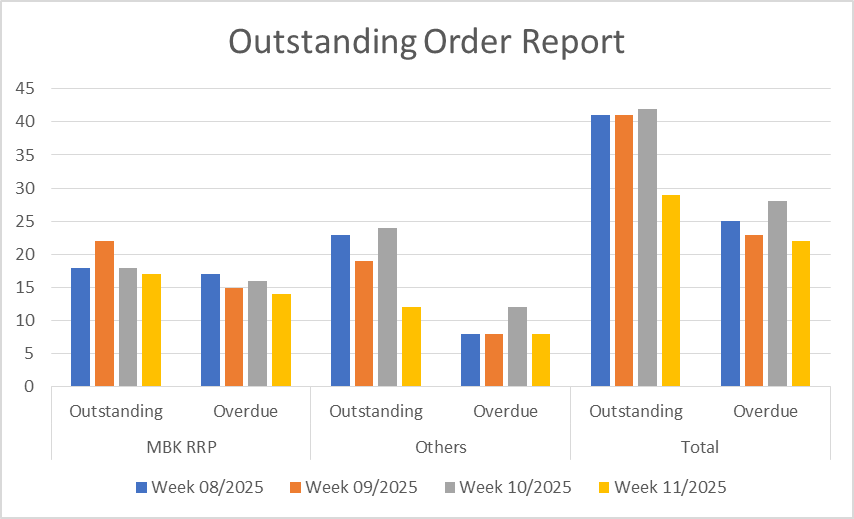 Outstanding Order Report
45
40
35
30
25
20
15
10
5
0
Outstanding Overdue Outstanding Overdue Outstanding Overdue
MBK RRP Others Total
Week 08/2025 Week 09/2025 Week 10/2025 Week 11/2025